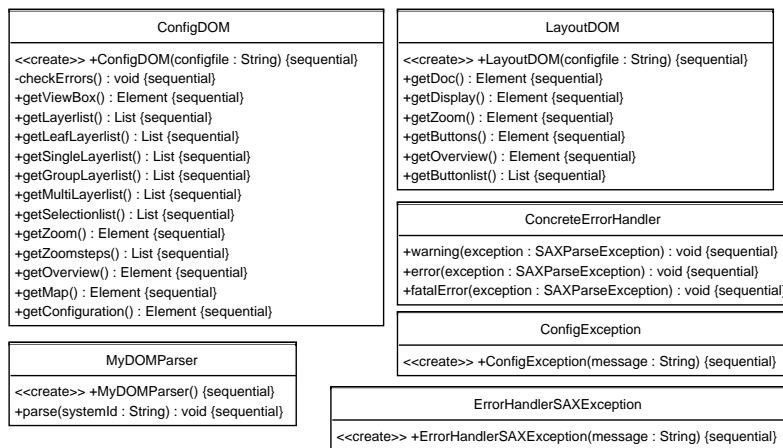 ConfigDOM
<<create>> +ConfigDOM(configfile : String) {sequential}
-checkErrors() : void {sequential}
+getViewBox() : Element {sequential}
+getLayerlist() : List {sequential}
+getLeafLayerlist() : List {sequential}
+getSingleLayerlist() : List {sequential}
+getGroupLayerlist() : List {sequential}
+getMultiLayerlist() : List {sequential}
+getSelectionlist() : List {sequential}
+getZoom() : Element {sequential}
+getZoomsteps() : List {sequential}
+getOverview() : Element {sequential}
+getMap() : Element {sequential}
+getConfiguration() : Element {sequential}
LayoutDOM
<<create>> +LayoutDOM(configfile : String) {sequential}
+getDoc() : Element {sequential}
+getDisplay() : Element {sequential}
+getZoom() : Element {sequential}
+getButtons() : Element {sequential}
+getOverview() : Element {sequential}
+getButtonlist() : List {sequential}
ConcreteErrorHandler
+warning(exception : SAXParseException) : void {sequential}
+error(exception : SAXParseException) : void {sequential}
+fatalError(exception : SAXParseException) : void {sequential}
ConfigException
<<create>> +ConfigException(message : String) {sequential}
MyDOMParser
<<create>> +MyDOMParser() {sequential}
+parse(systemId : String) : void {sequential}
ErrorHandlerSAXException
<<create>> +ErrorHandlerSAXException(message : String) {sequential}